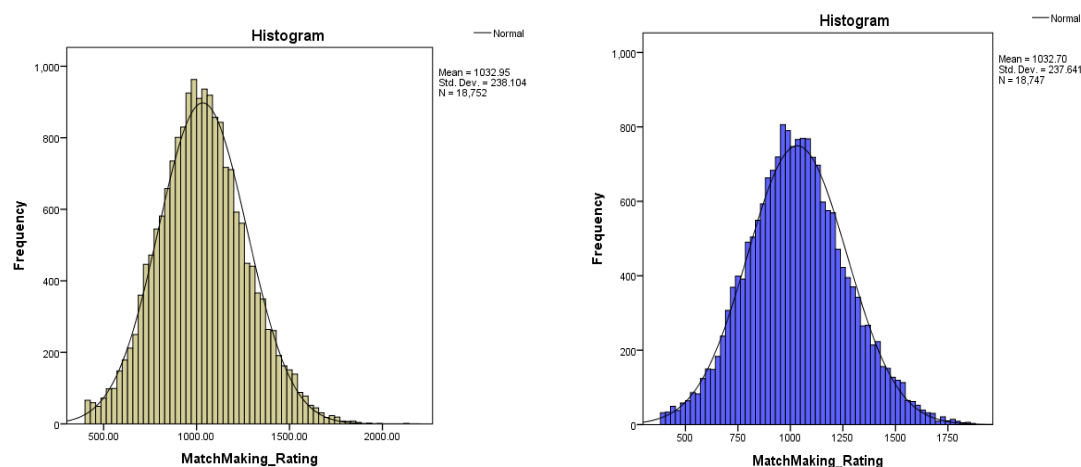 Histogram
Normal
Mean = 1032.95
Std. Dev. = 238.104
N = 18,752
Frequency
1,000
800
600
400
200
0
500.00 1000.00 1500.00 2000.00
MatchMaking_Rating
Histogram
Normal
Mean = 1032.70
Std. Dev. = 237.641
N = 18,747
Frequency
1,000
800
600
400
200
0
500 750 1000 1250 1500 1750
MatchMaking_Rating